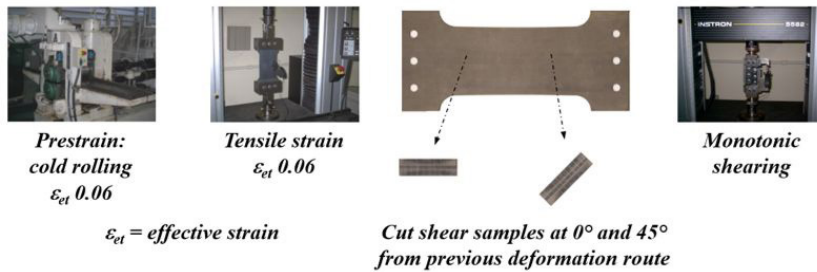 INSTRON 5582
Prestrain:
cold rolling
εet 0.06
Tensile strain
εet 0.06
Monotonic
shearing
εet = effective strain
Cut shear samples at 0° and 45°
from previous deformation route